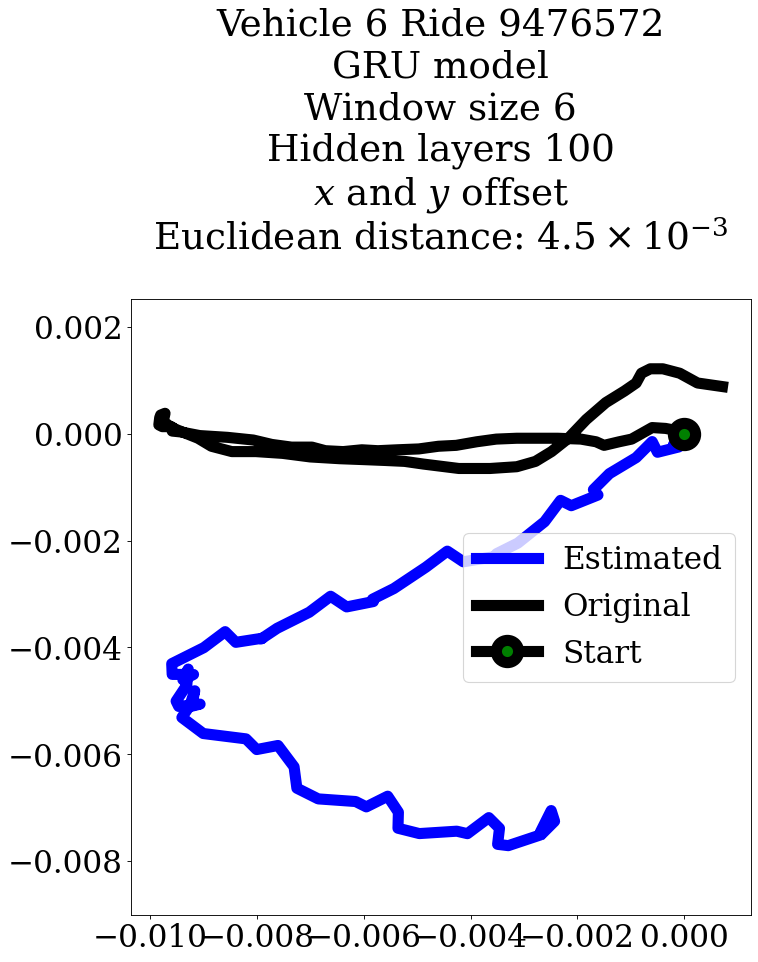 Vehicle 6 Ride 9476572
GRU model
Window size 6
Hidden layers 100
x and y offset
Euclidean distance: 4.5 × 10⁻³
0.002
0.000
−0.002
−0.004
−0.006
−0.008
Estimated
Original
Start
−0.010 −0.008 −0.006 −0.004 −0.002 0.000